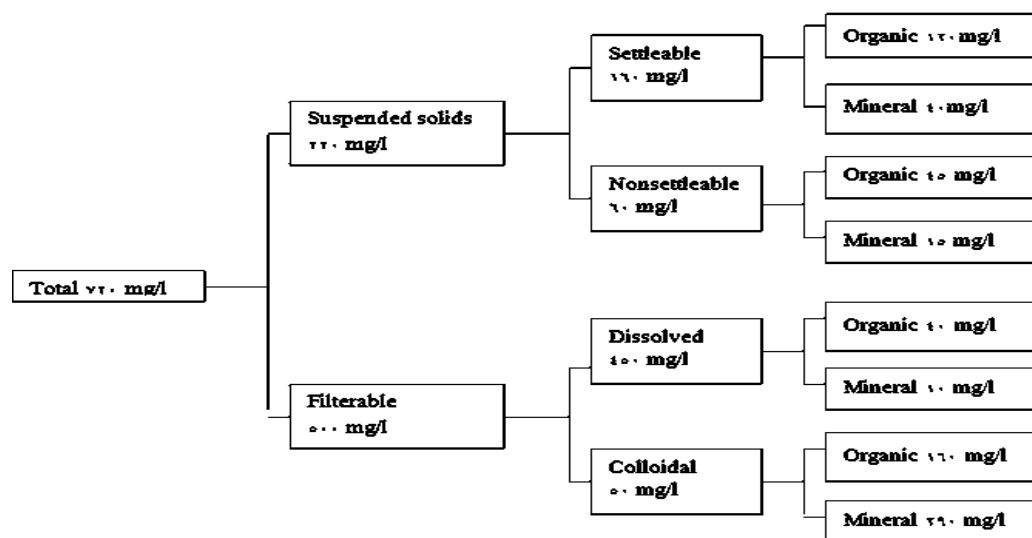 Total ٧٢٠ mg/l
Suspended solids
٢٢٠ mg/l
Settleable
١٦٠ mg/l
Organic ١٢٠ mg/l
Mineral ٤٠mg/l
Nonsettleable
٦٠ mg/l
Organic ٤٥ mg/l
Mineral ١٥ mg/l
Filterable
٥٠٠ mg/l
Dissolved
٤٥٠ mg/l
Organic ٤٠ mg/l
Mineral ١٠ mg/l
Colloidal
٥٠ mg/l
Organic ١٦٠ mg/l
Mineral ٢٩٠ mg/l